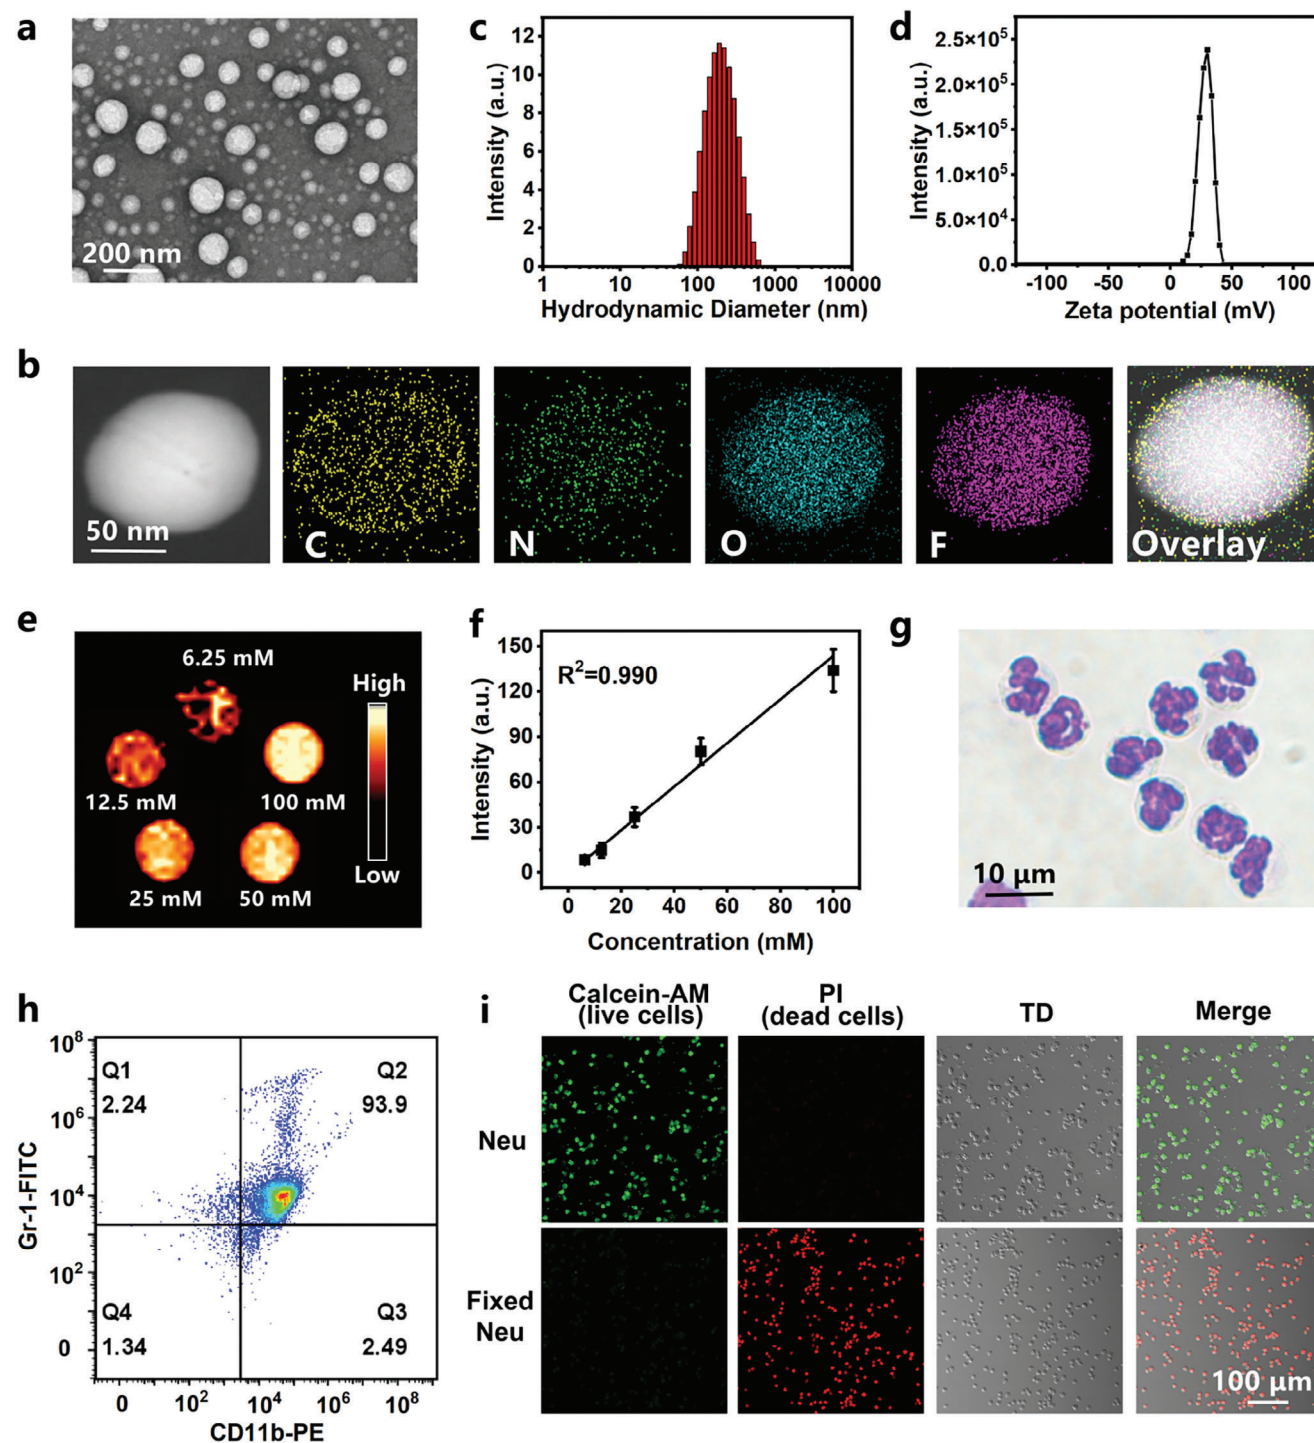 a
200 nm
c
Intensity (a.u.)
12
10
8
6
4
2
0
1
10
100
1000
10000
Hydrodynamic Diameter (nm)
d
Intensity (a.u.)
2.5×10⁵
2.0×10⁵
1.5×10⁵
1.0×10⁵
5.0×10⁴
0.0
-100
-50
0
50
100
Zeta potential (mV)
b
50 nm
C
N
O
F
Overlay
e
6.25 mM
High
12.5 mM
100 mM
Low
25 mM
50 mM
f
R²=0.990
Intensity (a.u.)
150
120
90
60
30
0
0
20
40
60
80
100
Concentration (mM)
g
10 μm
h
Gr-1-FITC
10⁸
10⁶
10⁴
10²
0
Q1
2.24
Q2
93.9
Q4
1.34
Q3
2.49
0
10²
10⁴
10⁶
10⁸
CD11b-PE
i
Calcein-AM
(live cells)
PI
(dead cells)
TD
Merge
Neu
Fixed
Neu
100 μm